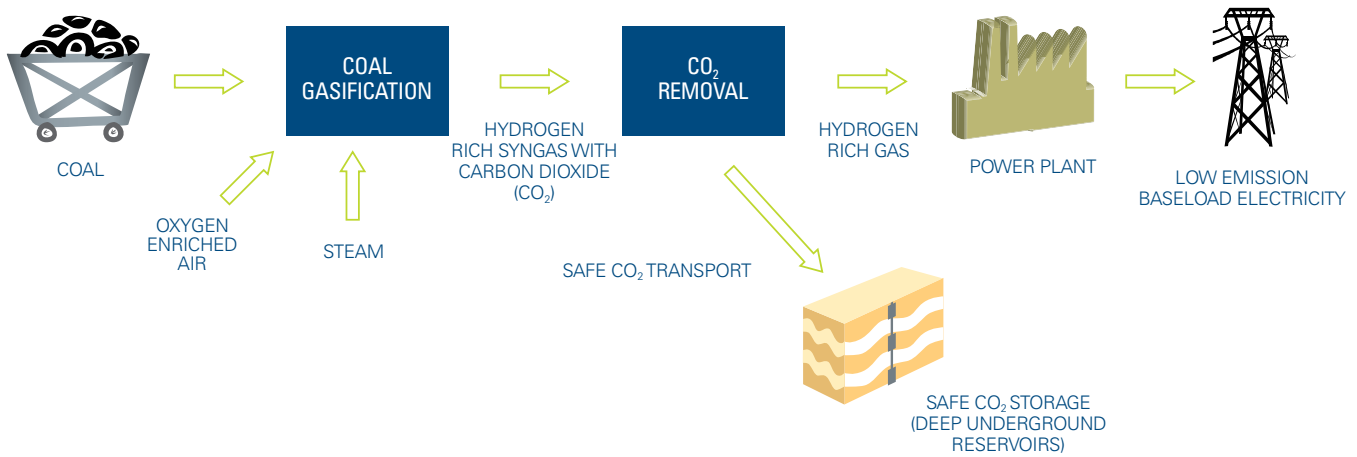 COAL
COAL
GASIFICATION
OXYGEN
ENRICHED
AIR
STEAM
HYDROGEN
RICH SYNGAS WITH
CARBON DIOXIDE
(CO₂)
CO₂
REMOVAL
SAFE CO₂ TRANSPORT
SAFE CO₂ STORAGE
(DEEP UNDERGROUND
RESERVOIRS)
HYDROGEN
RICH GAS
POWER PLANT
LOW EMISSION
BASELOAD ELECTRICITY